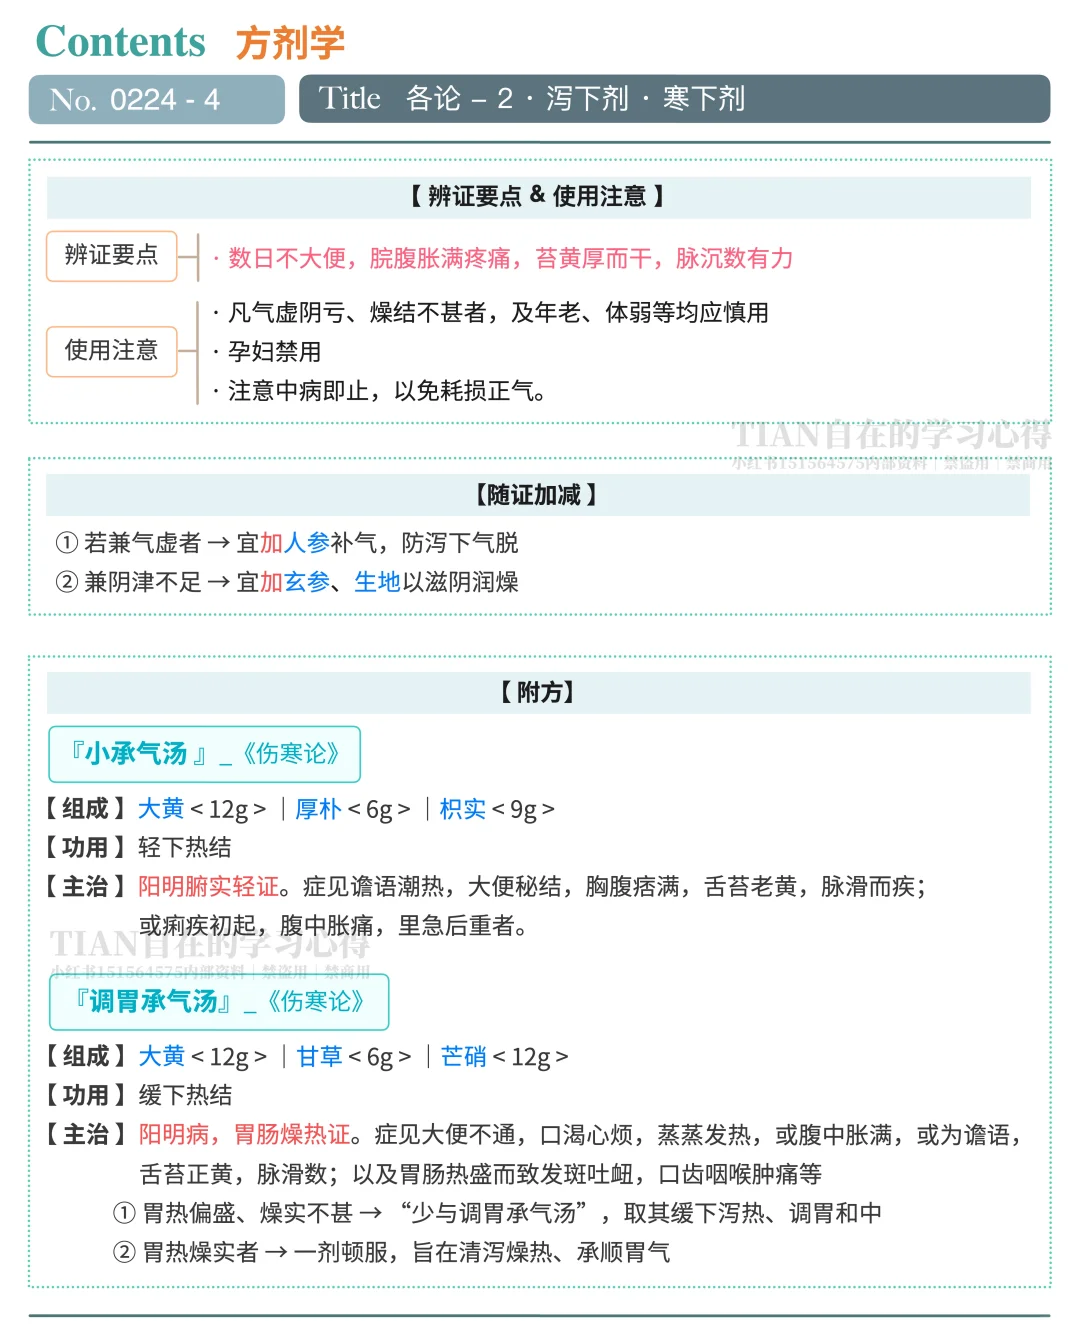 Contents 方剂学
No. 0224 - 4
Title 各论 – 2 · 泻下剂 · 寒下剂
【 辨证要点 & 使用注意 】
辨证要点
· 数日不大便，脘腹胀满疼痛，苔黄厚而干，脉沉数有力
使用注意
· 凡气虚阴亏、燥结不甚者，及年老、体弱等均应慎用
· 孕妇禁用
· 注意中病即止，以免耗损正气。
TIAN自在的学习心得
小红书151564575内部资料｜禁盗用｜禁商用
【随证加减 】
① 若兼气虚者 → 宜加人参补气，防泻下气脱
② 兼阴津不足 → 宜加玄参、生地以滋阴润燥
【 附方】
『小承气汤 』_《伤寒论》
【 组成 】大黄 < 12g > ｜厚朴 < 6g > ｜枳实 < 9g >
【 功用 】轻下热结
【 主治 】阳明腑实轻证。症见谵语潮热，大便秘结，胸腹痞满，舌苔老黄，脉滑而疾；
或痢疾初起，腹中胀痛，里急后重者。
TIAN自在的学习心得
小红书151564575内部资料｜禁盗用｜禁商用
『调胃承气汤』_《伤寒论》
【 组成 】大黄 < 12g > ｜甘草 < 6g > ｜芒硝 < 12g >
【 功用 】缓下热结
【 主治 】阳明病，胃肠燥热证。症见大便不通，口渴心烦，蒸蒸发热，或腹中胀满，或为谵语，
舌苔正黄，脉滑数；以及胃肠热盛而致发斑吐衄，口齿咽喉肿痛等
① 胃热偏盛、燥实不甚 → “少与调胃承气汤”，取其缓下泻热、调胃和中
② 胃热燥实者 → 一剂顿服，旨在清泻燥热、承顺胃气